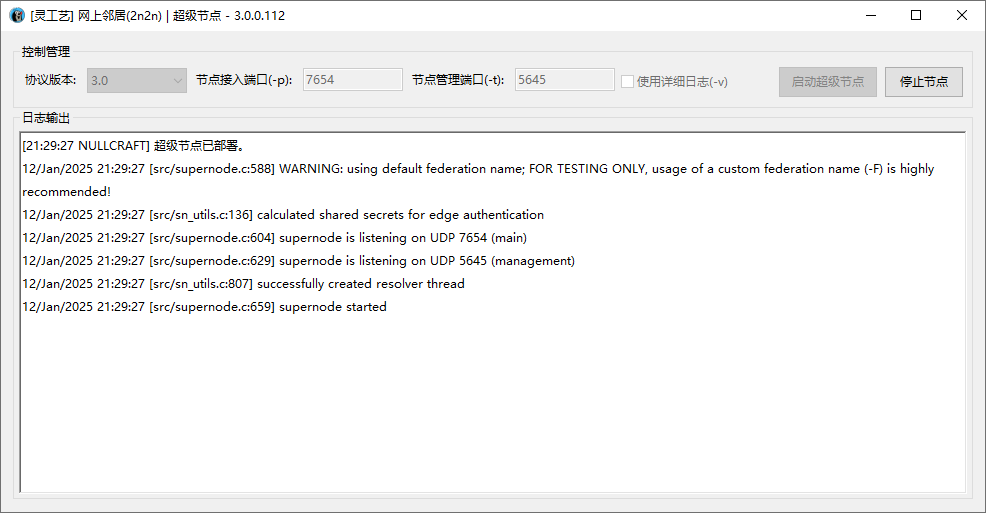 [灵工艺] 网上邻居(2n2n) | 超级节点 - 3.0.0.112
控制管理
协议版本: 3.0 节点接入端口(-p): 7654 节点管理端口(-t): 5645 使用详细日志(-v) 启动超级节点 停止节点
日志输出
[21:29:27 NULLCRAFT] 超级节点已部署。
12/Jan/2025 21:29:27 [src/supernode.c:588] WARNING: using default federation name; FOR TESTING ONLY, usage of a custom federation name (-F) is highly
recommended!
12/Jan/2025 21:29:27 [src/sn_utils.c:136] calculated shared secrets for edge authentication
12/Jan/2025 21:29:27 [src/supernode.c:604] supernode is listening on UDP 7654 (main)
12/Jan/2025 21:29:27 [src/supernode.c:629] supernode is listening on UDP 5645 (management)
12/Jan/2025 21:29:27 [src/sn_utils.c:807] successfully created resolver thread
12/Jan/2025 21:29:27 [src/supernode.c:659] supernode started